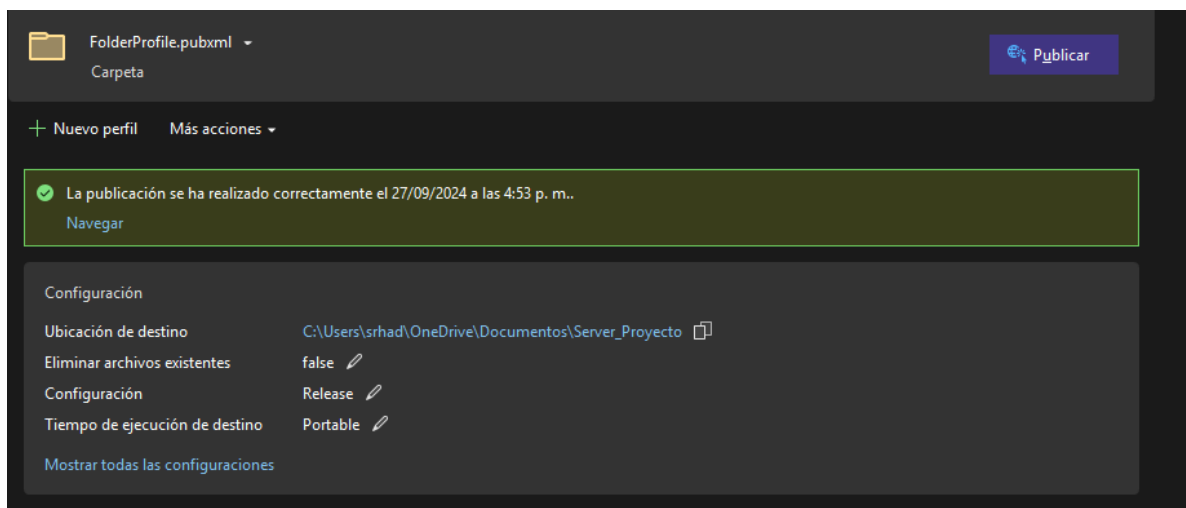 FolderProfile.pubxml
Carpeta
Publicar
Nuevo perfil Más acciones
La publicación se ha realizado correctamente el 27/09/2024 a las 4:53 p. m..
Navegar
Configuración
Ubicación de destino C:\Users\srhad\OneDrive\Documentos\Server_Proyecto
Eliminar archivos existentes false
Configuración Release
Tiempo de ejecución de destino Portable
Mostrar todas las configuraciones